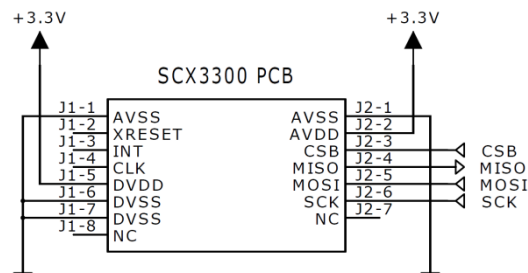 +3.3V +3.3V
SCX3300 PCB
J1-1 AVSS AVSS J2-1
J1-2 XRESET AVDD J2-2
J1-3 INT CSB J2-3 CSB
J1-4 CLK MISO J2-4 MISO
J1-5 DVDD MOSI J2-5 MOSI
J1-6 DVSS SCK J2-6 SCK
J1-7 DVSS NC J2-7
J1-8 NC